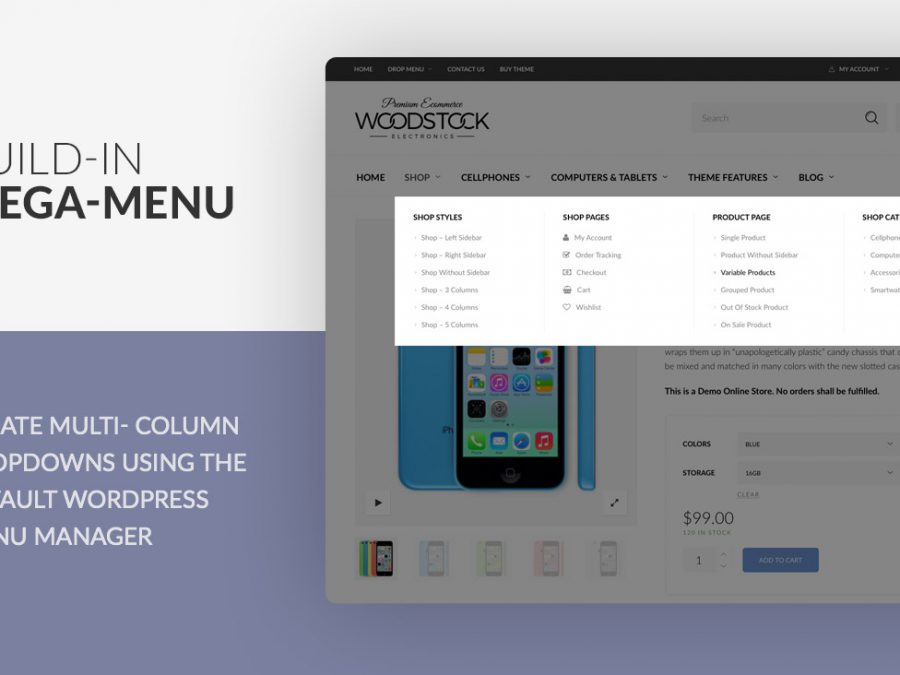 UILD-IN
EGA-MENU
ATE MULTI- COLUMN
OPDOWNS USING THE
FAULT WORDPRESS
NU MANAGER
HOME DROP MENU CONTACT US BUY THEME MY ACCOUNT
Premium Ecommerce
WOODSTOCK
ELECTRONICS
Search
HOME SHOP CELLPHONES COMPUTERS & TABLETS THEME FEATURES BLOG
SHOP STYLES
Shop – Left Sidebar
Shop – Right Sidebar
Shop Without Sidebar
Shop – 3 Columns
Shop – 4 Columns
Shop – 5 Columns
SHOP PAGES
My Account
Order Tracking
Checkout
Cart
Wishlist
PRODUCT PAGE
Single Product
Product Without Sidebar
Variable Products
Grouped Product
Out Of Stock Product
On Sale Product
SHOP CAT
Cellphone
Compute
Accessori
Smartwat
wraps them up in “unapologetically plastic” candy chassis that c
be mixed and matched in many colors with the new slotted cas
This is a Demo Online Store. No orders shall be fulfilled.
iPh
COLORS BLUE
STORAGE 16GB
CLEAR
$99.00
120 IN STOCK
1 ADD TO CART